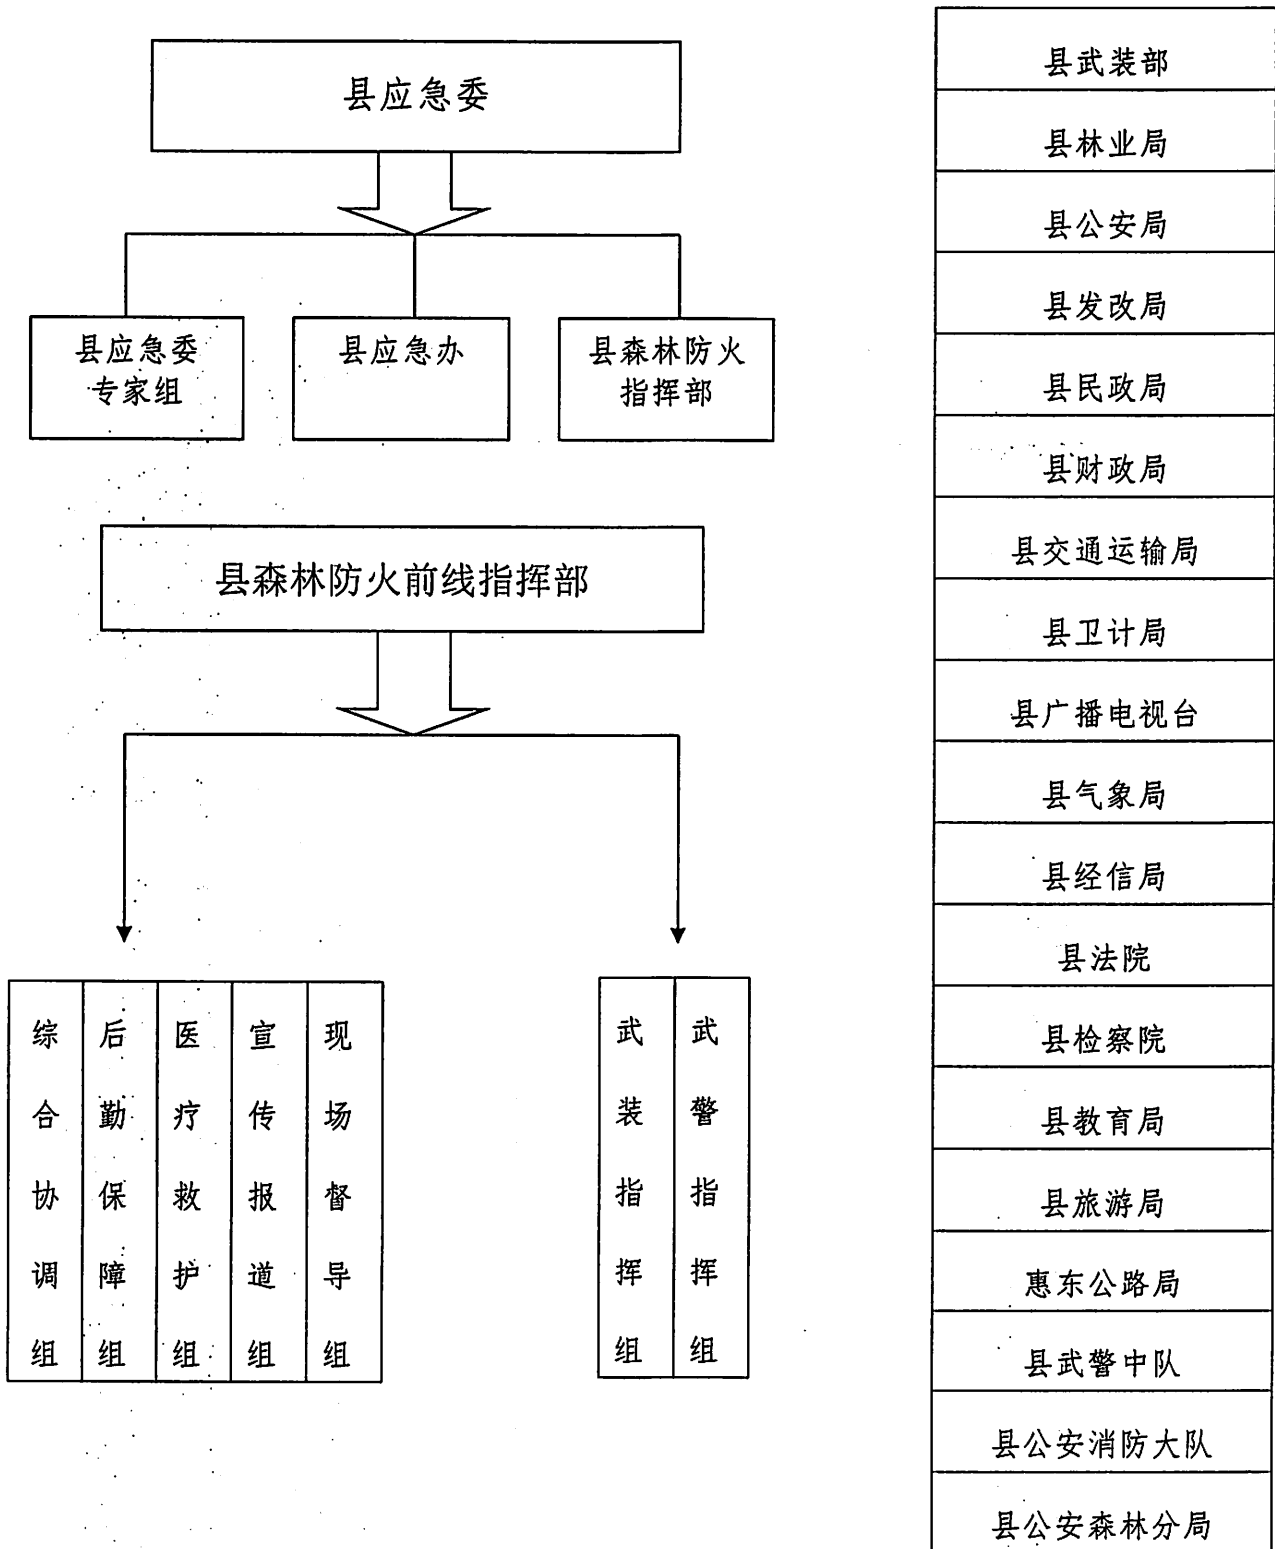 县应急委
县应急委
专家组
县应急办
县森林防火
指挥部
县森林防火前线指挥部
综合协调组
后勤保障组
医疗救护组
宣传报道组
现场督导组
武装指挥组
武警指挥组
县武装部
县林业局
县公安局
县发改局
县民政局
县财政局
县交通运输局
县卫计局
县广播电视台
县气象局
县经信局
县法院
县检察院
县教育局
县旅游局
惠东公路局
县武警中队
县公安消防大队
县公安森林分局